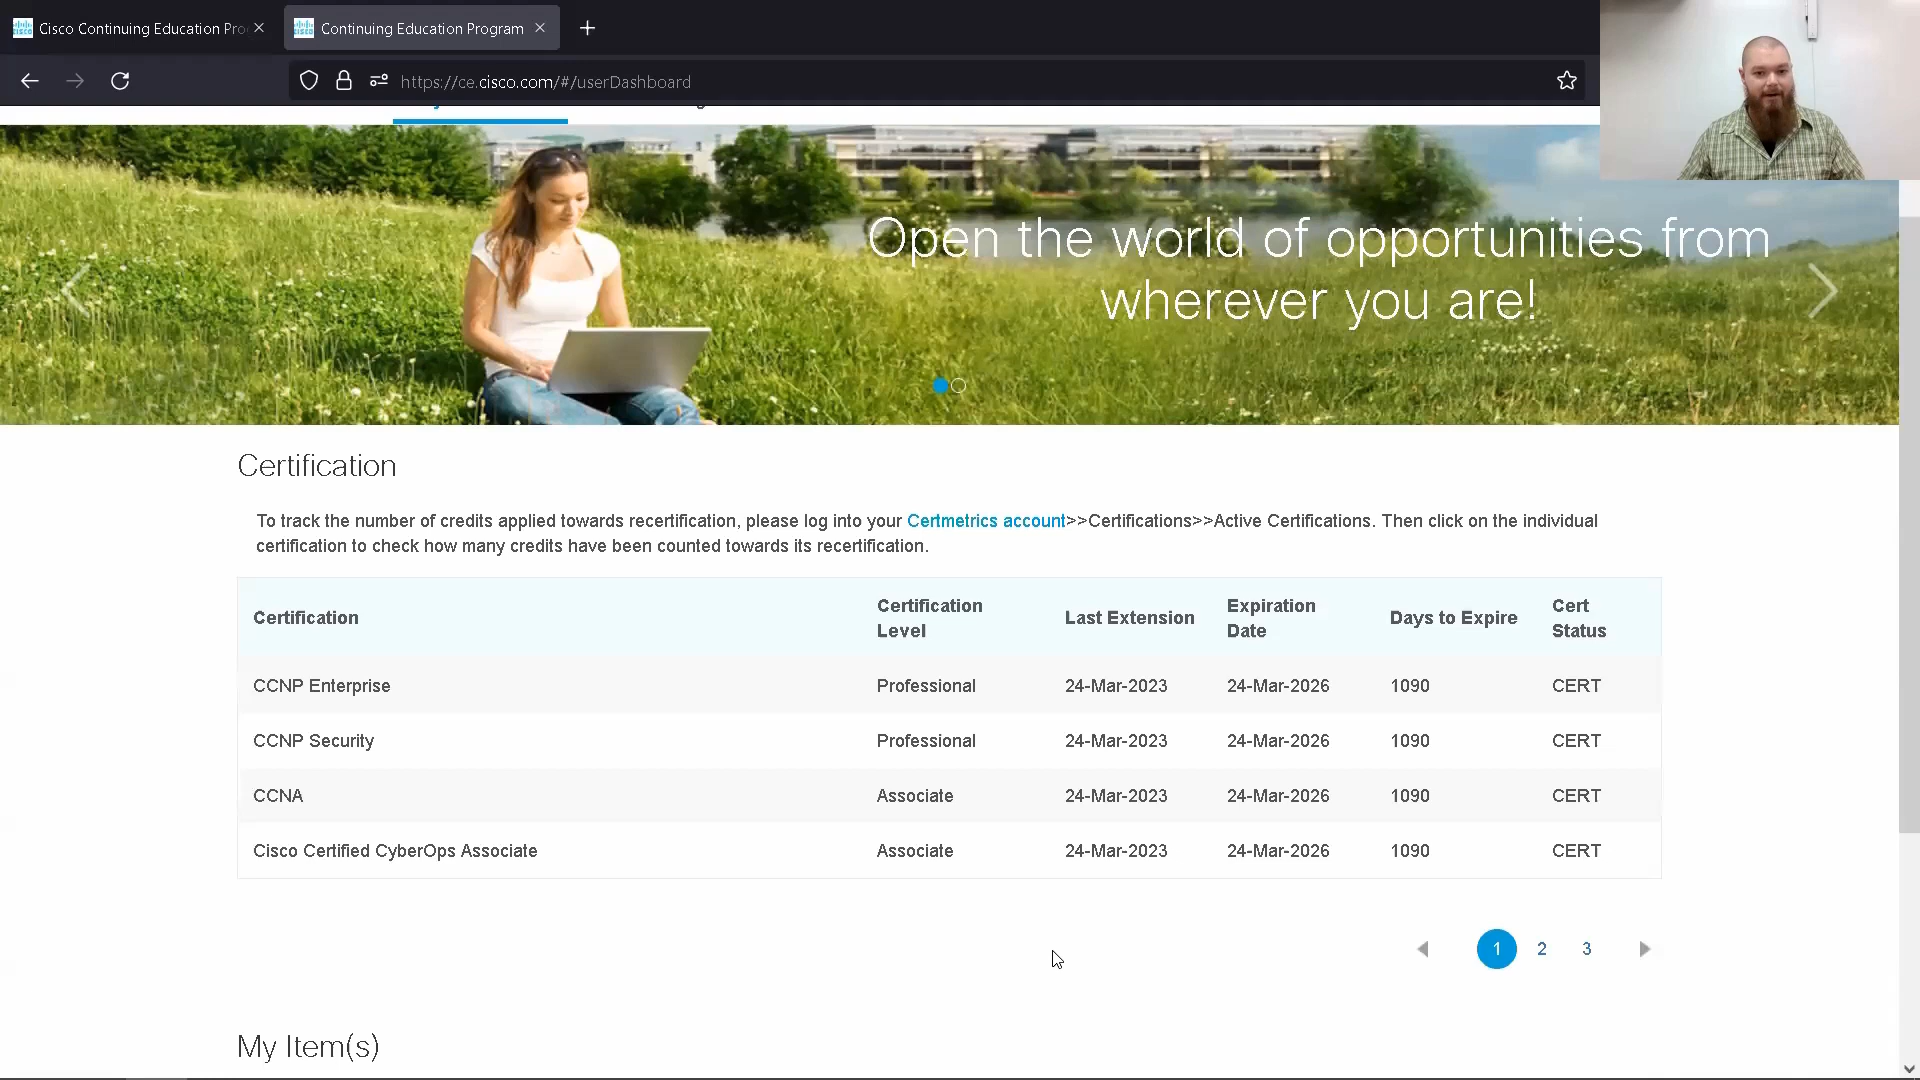 Cisco Continuing Education Pro
Continuing Education Program
https://ce.cisco.com/#/userDashboard
Open the world of opportunities from
wherever you are!
Certification
To track the number of credits applied towards recertification, please log into your Certmetrics account>>Certifications>>Active Certifications. Then click on the individual
certification to check how many credits have been counted towards its recertification.
Certification Certification Level Last Extension Expiration Date Days to Expire Cert Status
CCNP Enterprise Professional 24-Mar-2023 24-Mar-2026 1090 CERT
CCNP Security Professional 24-Mar-2023 24-Mar-2026 1090 CERT
CCNA Associate 24-Mar-2023 24-Mar-2026 1090 CERT
Cisco Certified CyberOps Associate Associate 24-Mar-2023 24-Mar-2026 1090 CERT
1 2 3
My Item(s)